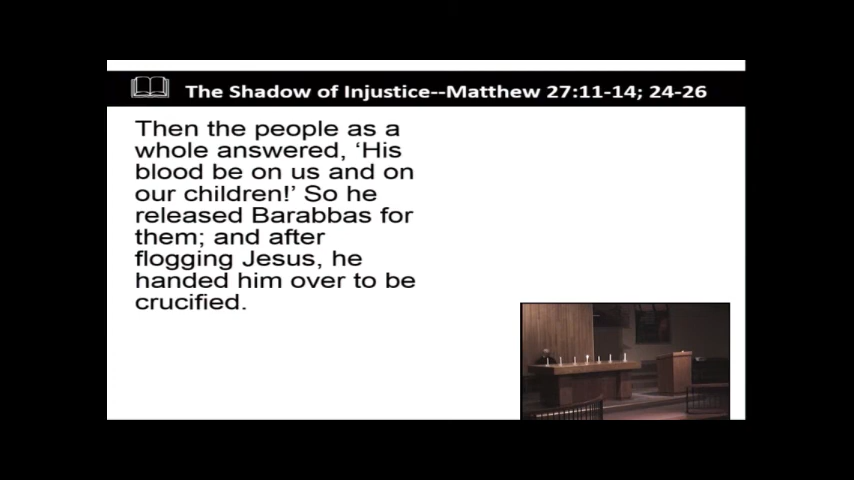 The Shadow of Injustice--Matthew 27:11-14; 24-26
Then the people as a
whole answered, ‘His
blood be on us and on
our children!’ So he
released Barabbas for
them; and after
flogging Jesus, he
handed him over to be
crucified.